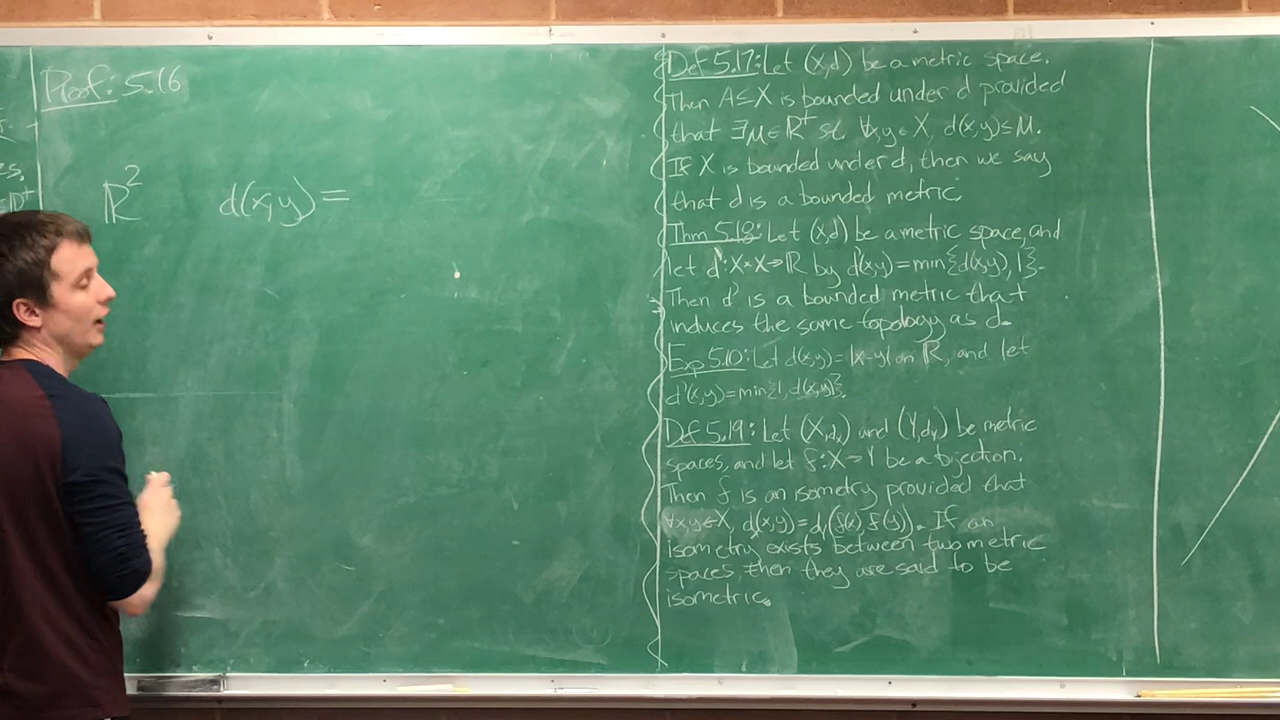 Proof: 5.16
ℝ² d(x,y)=
Def 5.17: Let (X,d) be a metric space.
Then A⊆X is bounded under d provided
that ∃μ∈ℝ⁺ st. ∀x,y∈X, d(x,y)≤M.
If X is bounded under d, then we say
that d is a bounded metric.
Thm 5.18: Let (X,d) be a metric space, and
let d': X×X→ℝ by d'(x,y)=min{d(x,y),1}.
Then d' is a bounded metric that
induces the same topology as d.
Exp 5.10: Let d(x,y)=|x-y| on ℝ, and let
d'(x,y)=min{1,d(x,y)}.
Def 5.19: Let (X,dₓ) and (Y,dᵧ) be metric
spaces, and let f:X→Y be a bijection.
Then f is an isometry provided that
∀x,y∈X, d(x,y)=d(f(x),f(y)). If an
isometry exists between two metric
spaces, then they are said to be
isometric.